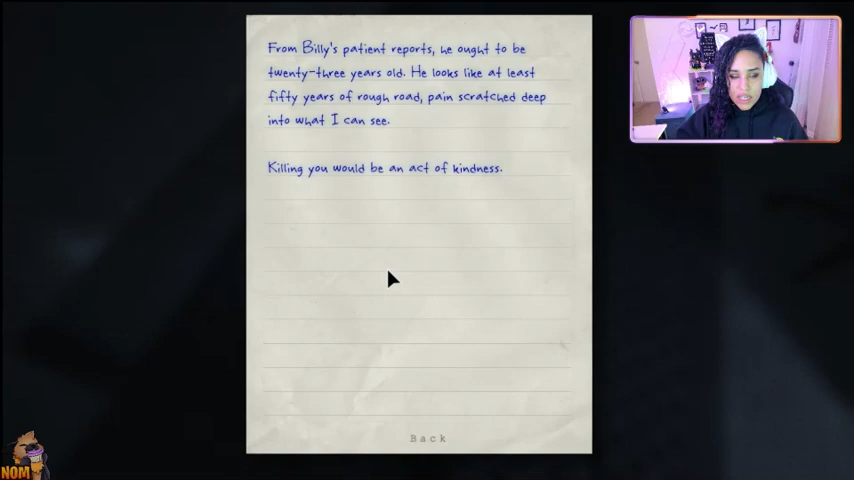 From Billy's patient reports, he ought to be
twenty-three years old. He looks like at least
fifty years of rough road, pain scratched deep
into what I can see.
Killing you would be an act of kindness.
Back
NOM